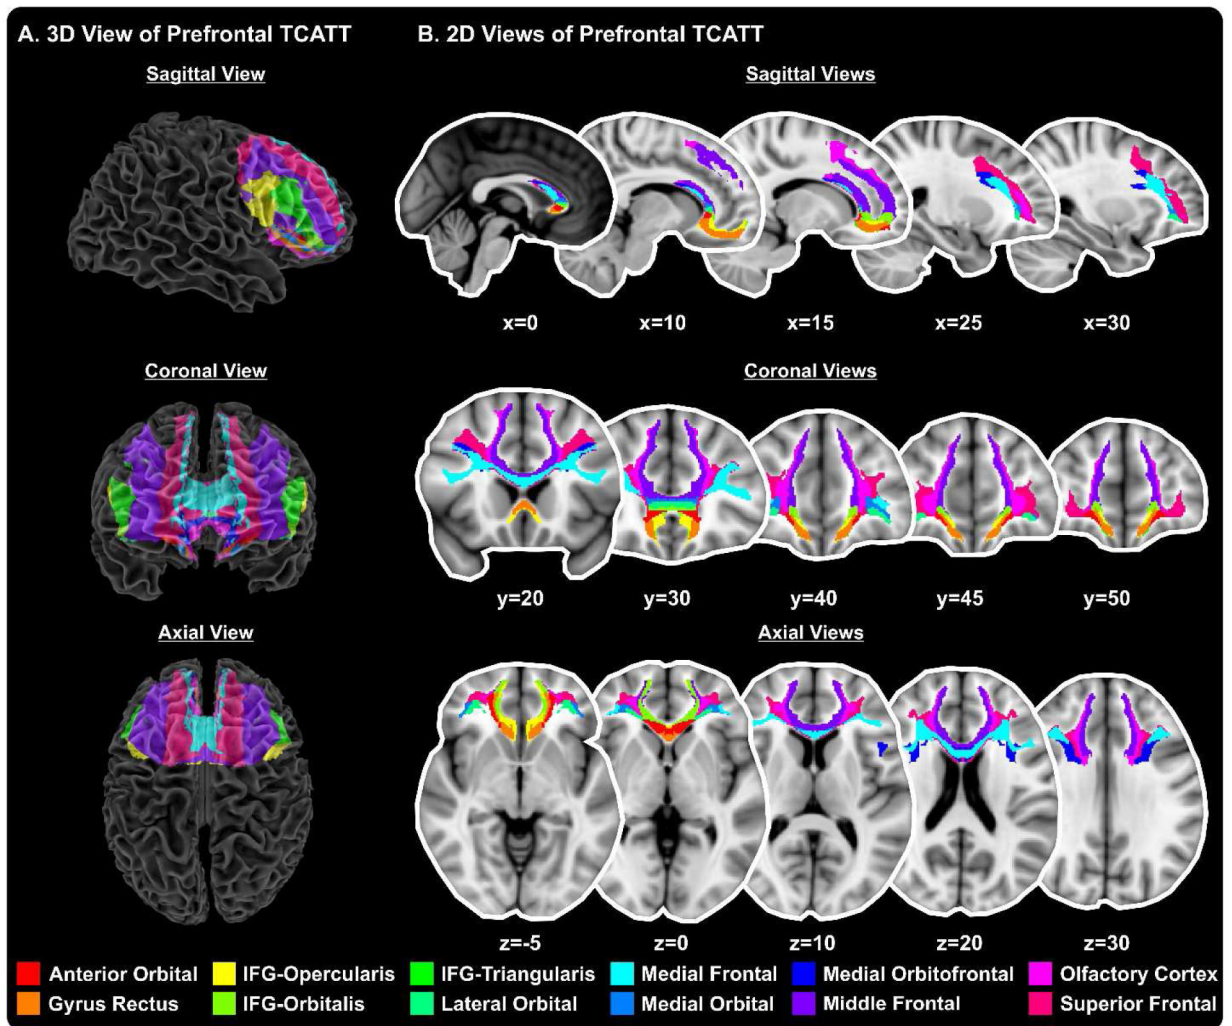 A. 3D View of Prefrontal TCATT
B. 2D Views of Prefrontal TCATT
Sagittal View
Sagittal Views
x=0 x=10 x=15 x=25 x=30
Coronal View
Coronal Views
y=20 y=30 y=40 y=45 y=50
Axial View
Axial Views
z=-5 z=0 z=10 z=20 z=30
Anterior Orbital IFG-Opercularis IFG-Triangularis Medial Frontal Medial Orbitofrontal Olfactory Cortex
Gyrus Rectus IFG-Orbitalis Lateral Orbital Medial Orbital Middle Frontal Superior Frontal